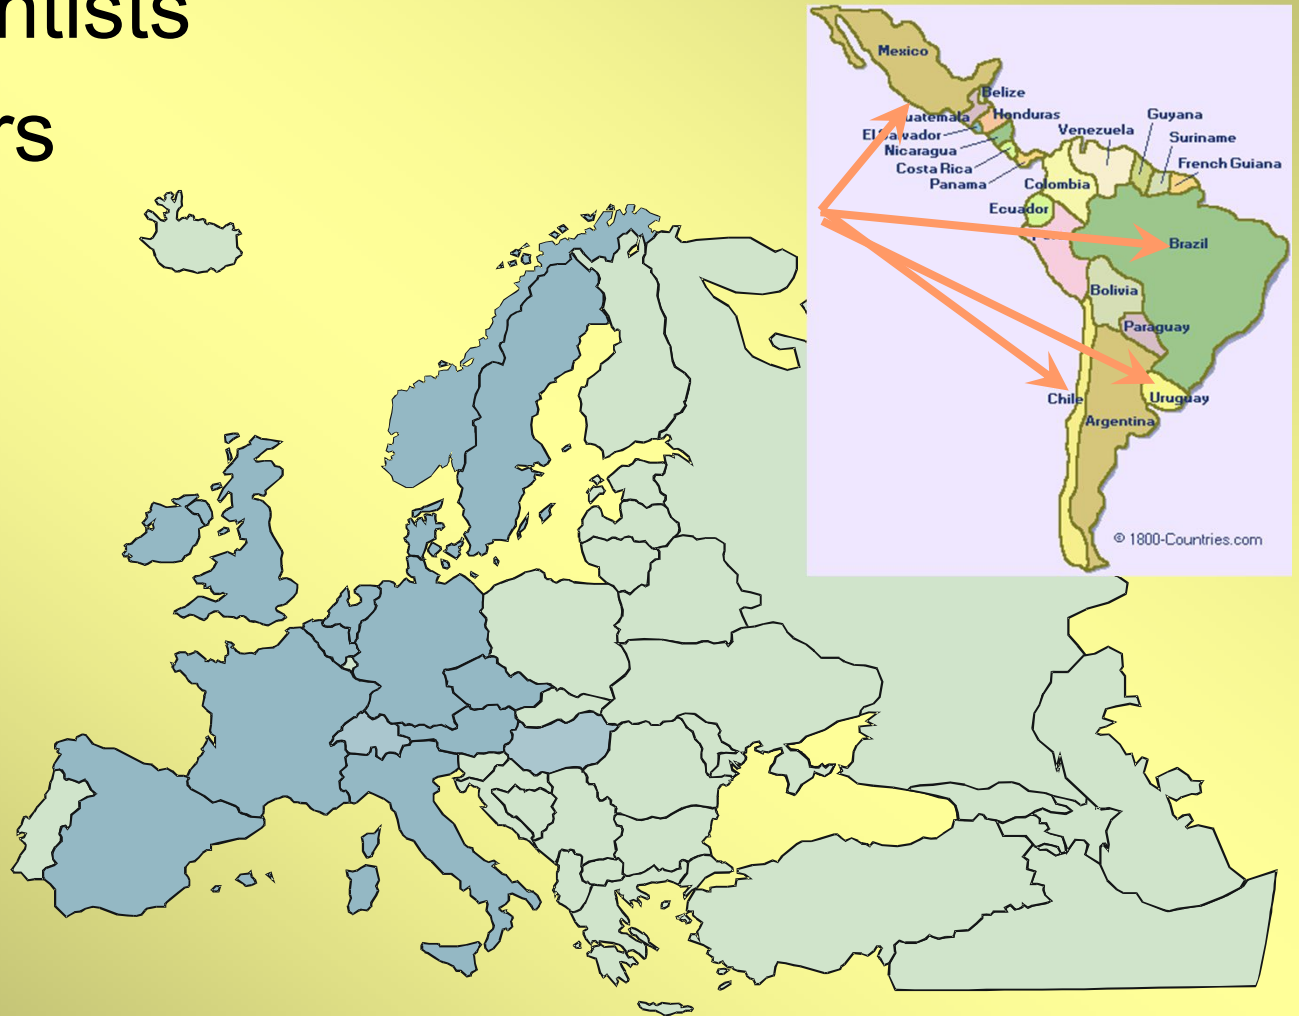 ntists
rs
Mexico
Belize
uatemala
Honduras
El Salvador
Nicaragua
Costa Rica
Panama
Venezuela
Guyana
Suriname
French Guiana
Colombia
Ecuador
Brazil
Bolivia
Paraguay
Chile
Uruguay
Argentina
© 1800-Countries.com